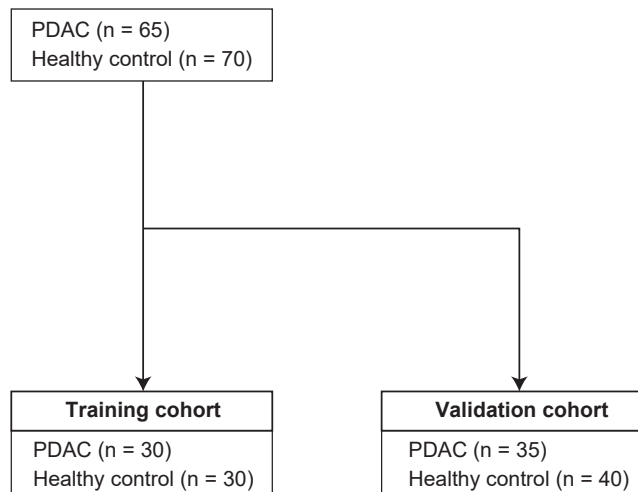 PDAC (n = 65)
Healthy control (n = 70)
Training cohort
PDAC (n = 30)
Healthy control (n = 30)
Validation cohort
PDAC (n = 35)
Healthy control (n = 40)